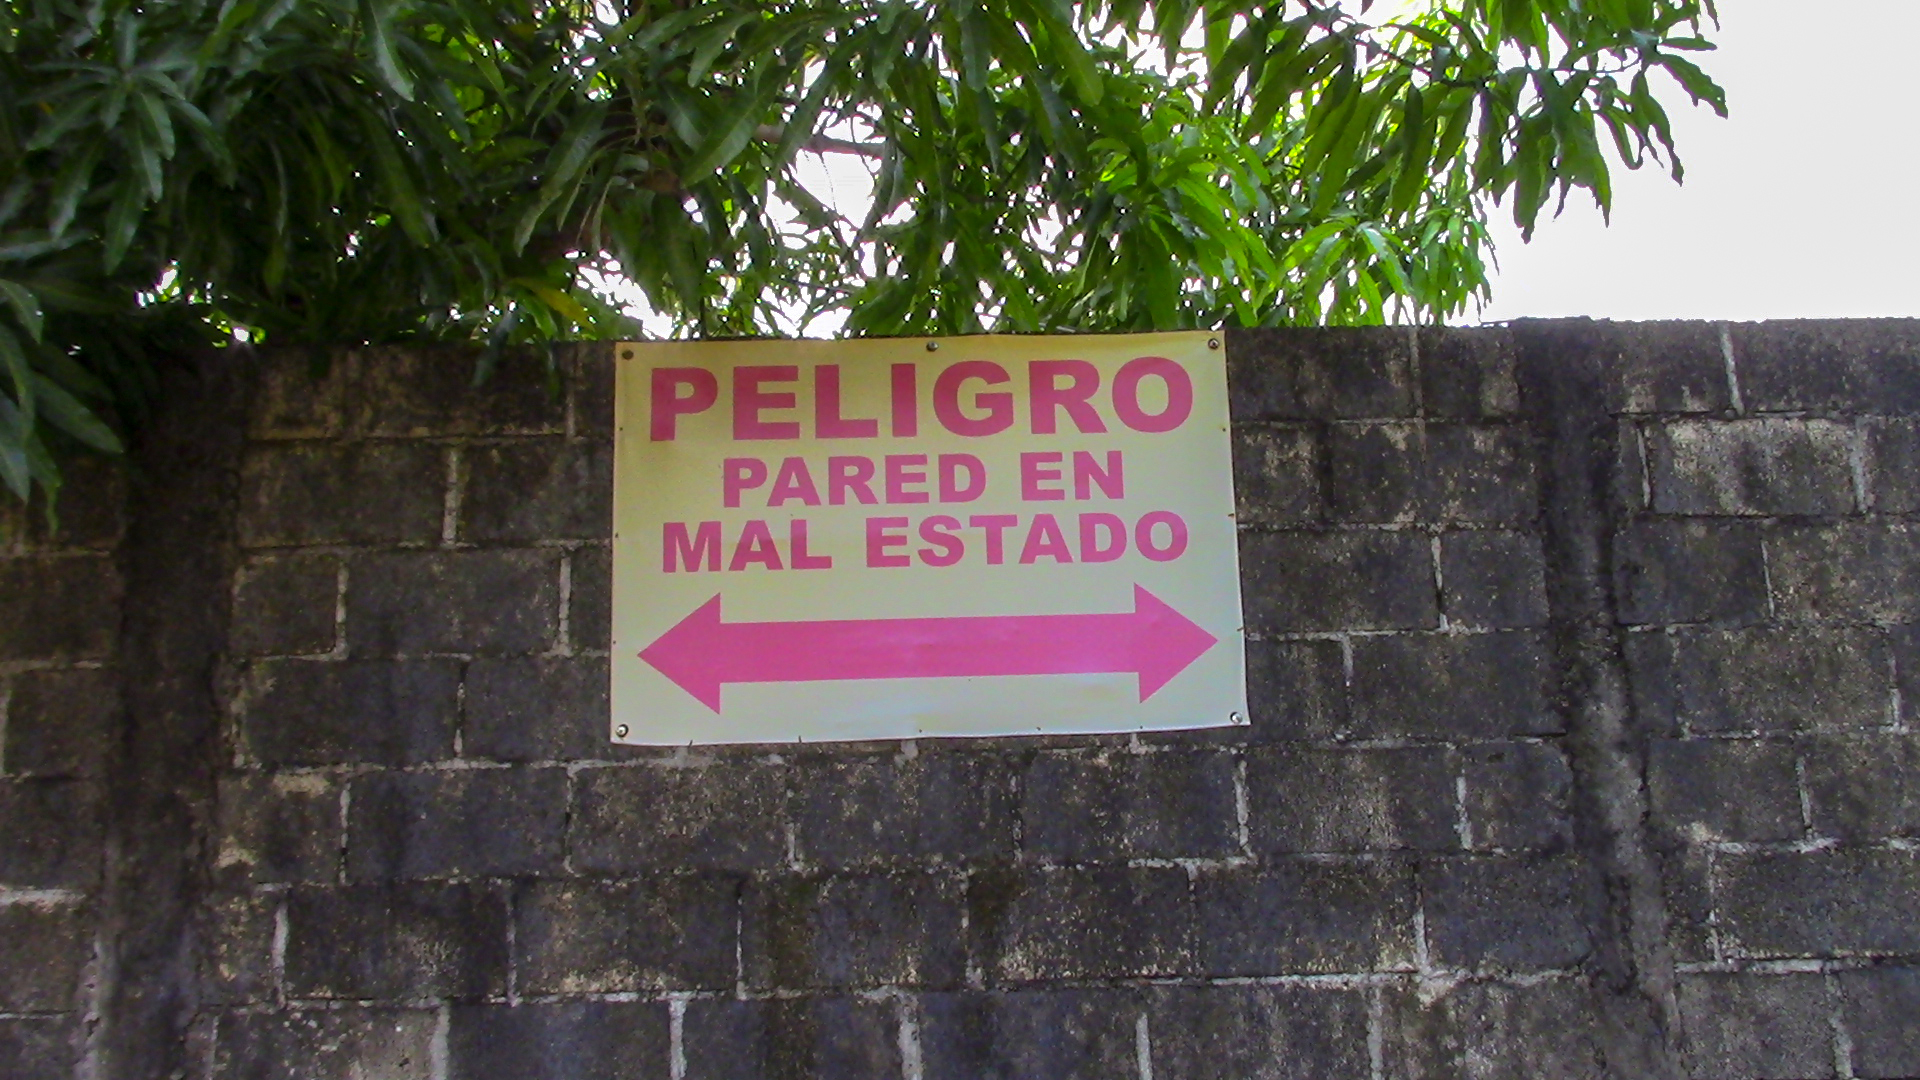 PELIGRO
PARED EN
MAL ESTADO